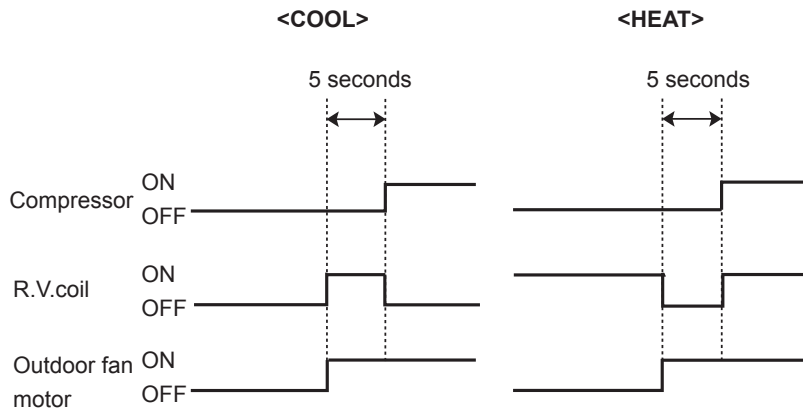 <COOL>
<HEAT>
5 seconds
5 seconds
Compressor
ON
OFF
R.V.coil
ON
OFF
Outdoor fan
motor
ON
OFF